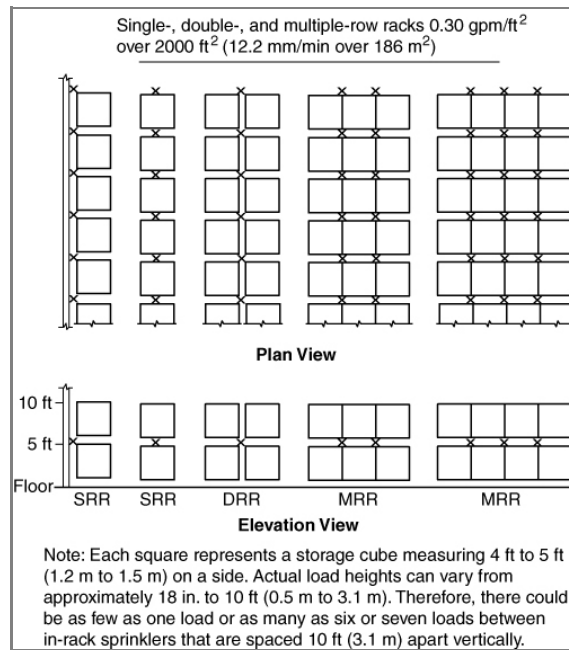 Single-, double-, and multiple-row racks 0.30 gpm/ft²
over 2000 ft² (12.2 mm/min over 186 m²)
Plan View
10 ft
5 ft
Floor
SRR SRR DRR MRR MRR
Elevation View
Note: Each square represents a storage cube measuring 4 ft to 5 ft
(1.2 m to 1.5 m) on a side. Actual load heights can vary from
approximately 18 in. to 10 ft (0.5 m to 3.1 m). Therefore, there could
be as few as one load or as many as six or seven loads between
in-rack sprinklers that are spaced 10 ft (3.1 m) apart vertically.